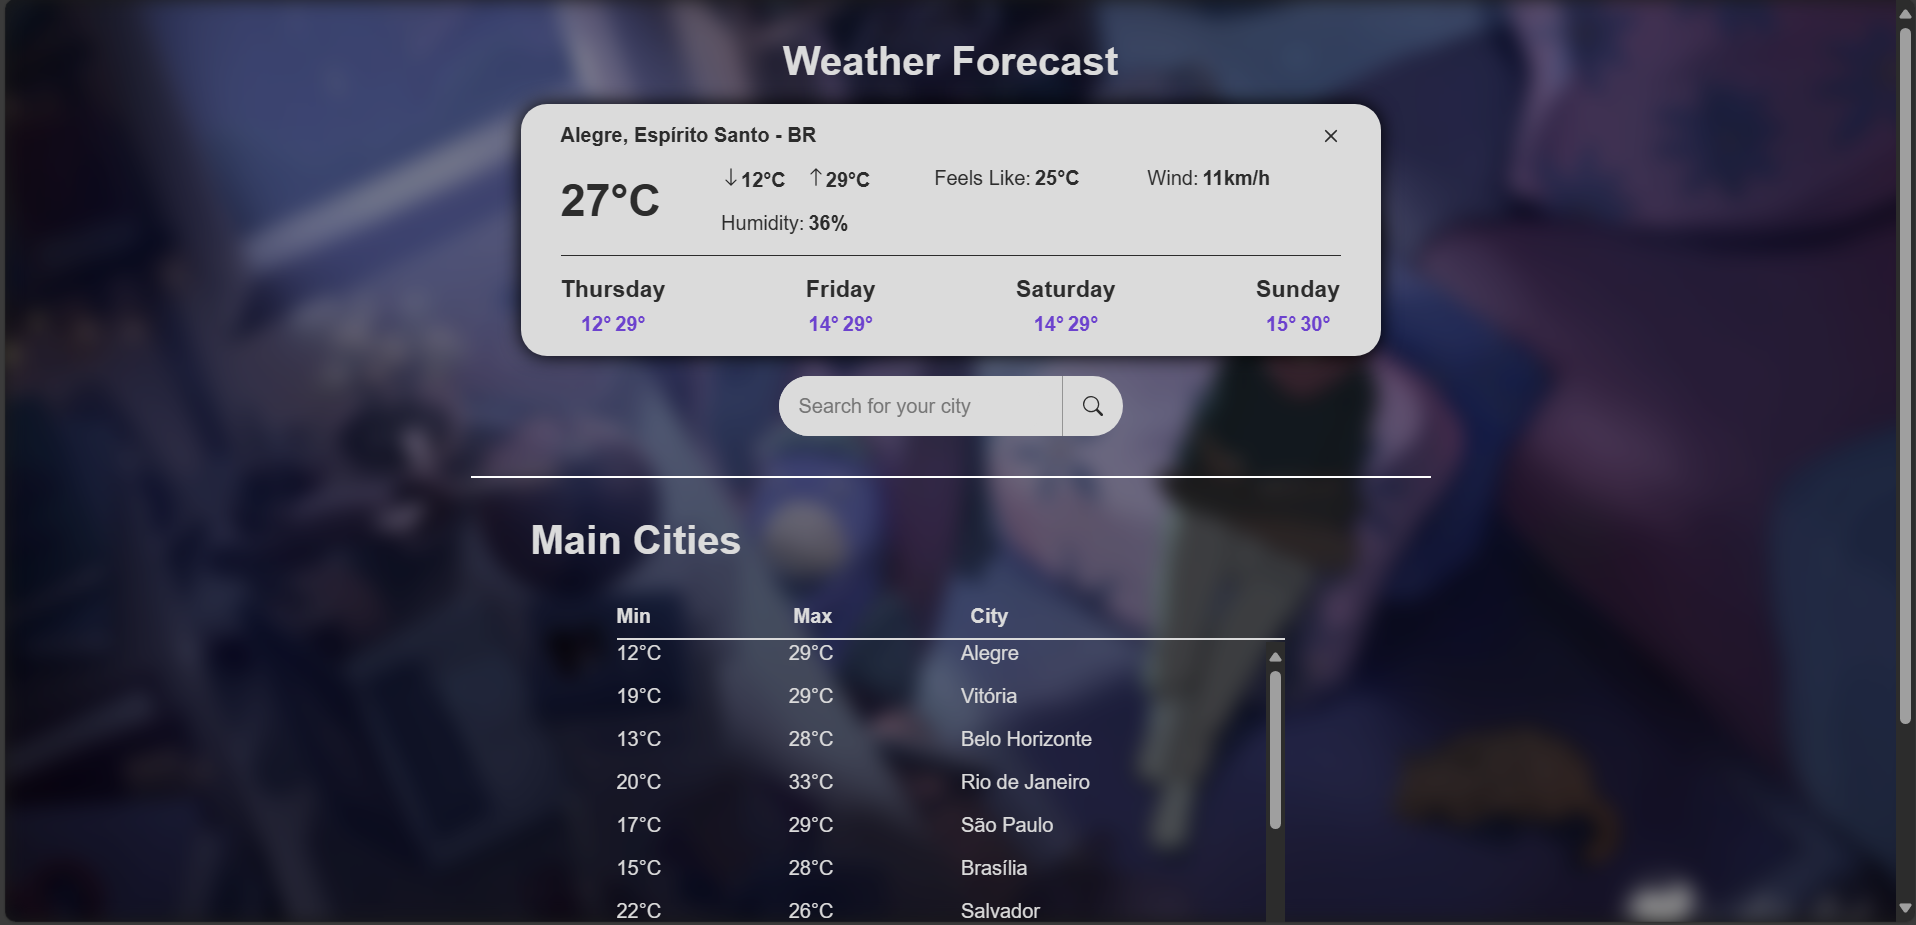 Weather Forecast
Alegre, Espírito Santo - BR
27°C
↓12°C ↑29°C Feels Like: 25°C Wind: 11km/h
Humidity: 36%
Thursday Friday Saturday Sunday
12° 29° 14° 29° 14° 29° 15° 30°
Search for your city
Main Cities
Min Max City
12°C 29°C Alegre
19°C 29°C Vitória
13°C 28°C Belo Horizonte
20°C 33°C Rio de Janeiro
17°C 29°C São Paulo
15°C 28°C Brasília
22°C 26°C Salvador